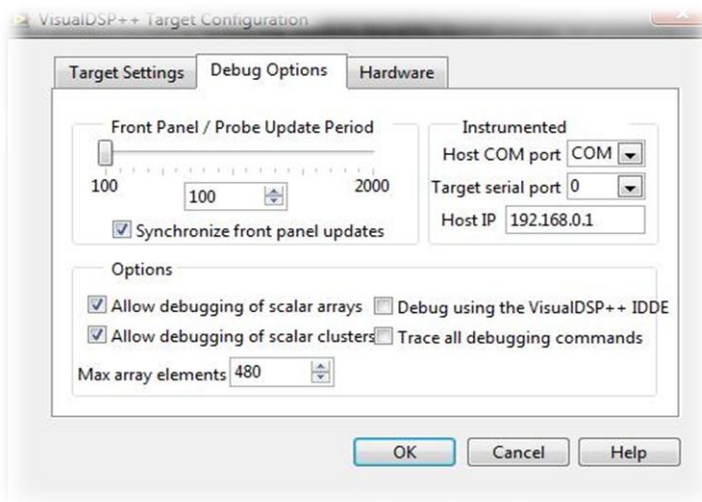 VisualDSP++ Target Configuration
Target Settings Debug Options Hardware
Front Panel / Probe Update Period
100 2000
100
Synchronize front panel updates
Instrumented
Host COM port COM
Target serial port 0
Host IP 192.168.0.1
Options
Allow debugging of scalar arrays Debug using the VisualDSP++ IDDE
Allow debugging of scalar clusters Trace all debugging commands
Max array elements 480
OK Cancel Help